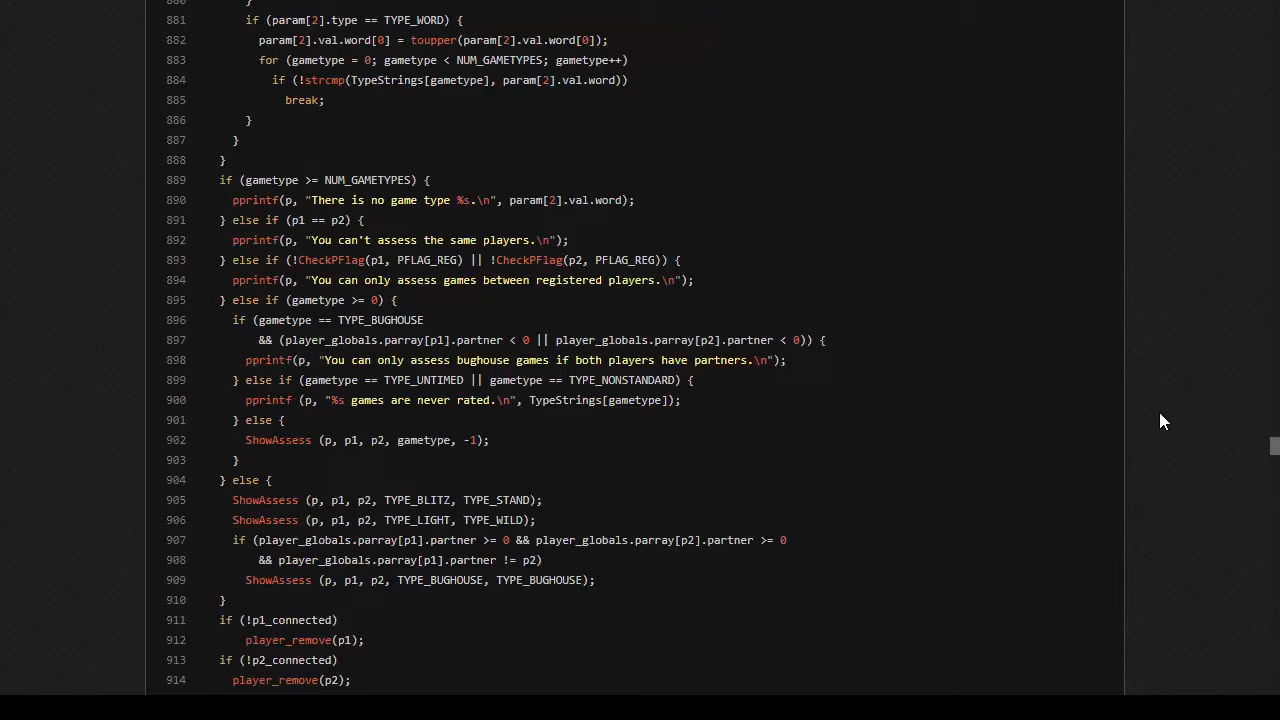 880 }
881 if (param[2].type == TYPE_WORD) {
882 param[2].val.word[0] = toupper(param[2].val.word[0]);
883 for (gametype = 0; gametype < NUM_GAMETYPES; gametype++)
884 if (!strcmp(TypeStrings[gametype], param[2].val.word))
885 break;
886 }
887 }
888 }
889 if (gametype >= NUM_GAMETYPES) {
890 pprintf(p, "There is no game type %s.\n", param[2].val.word);
891 } else if (p1 == p2) {
892 pprintf(p, "You can't assess the same players.\n");
893 } else if (!CheckPFlag(p1, PFLAG_REG) || !CheckPFlag(p2, PFLAG_REG)) {
894 pprintf(p, "You can only assess games between registered players.\n");
895 } else if (gametype >= 0) {
896 if (gametype == TYPE_BUGHOUSE
897 && (player_globals.parray[p1].partner < 0 || player_globals.parray[p2].partner < 0)) {
898 pprintf(p, "You can only assess bughouse games if both players have partners.\n");
899 } else if (gametype == TYPE_UNTIMED || gametype == TYPE_NONSTANDARD) {
900 pprintf (p, "%s games are never rated.\n", TypeStrings[gametype]);
901 } else {
902 ShowAssess (p, p1, p2, gametype, -1);
903 }
904 } else {
905 ShowAssess (p, p1, p2, TYPE_BLITZ, TYPE_STAND);
906 ShowAssess (p, p1, p2, TYPE_LIGHT, TYPE_WILD);
907 if (player_globals.parray[p1].partner >= 0 && player_globals.parray[p2].partner >= 0
908 && player_globals.parray[p1].partner != p2)
909 ShowAssess (p, p1, p2, TYPE_BUGHOUSE, TYPE_BUGHOUSE);
910 }
911 if (!p1_connected)
912 player_remove(p1);
913 if (!p2_connected)
914 player_remove(p2);